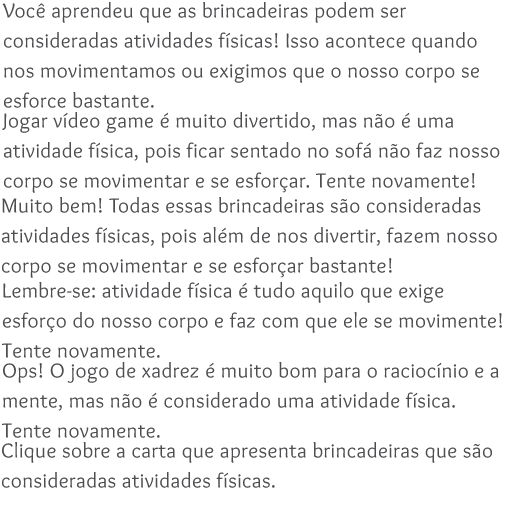 Você aprendeu que as brincadeiras podem ser
consideradas atividades físicas! Isso acontece quando
nos movimentamos ou exigimos que o nosso corpo se
esforce bastante.
Jogar vídeo game é muito divertido, mas não é uma
atividade física, pois ficar sentado no sofá não faz nosso
corpo se movimentar e se esforçar. Tente novamente!
Muito bem! Todas essas brincadeiras são consideradas
atividades físicas, pois além de nos divertir, fazem nosso
corpo se movimentar e se esforçar bastante!
Lembre-se: atividade física é tudo aquilo que exige
esforço do nosso corpo e faz com que ele se movimente!
Tente novamente.
Ops! O jogo de xadrez é muito bom para o raciocínio e a
mente, mas não é considerado uma atividade física.
Tente novamente.
Clique sobre a carta que apresenta brincadeiras que são
consideradas atividades físicas.